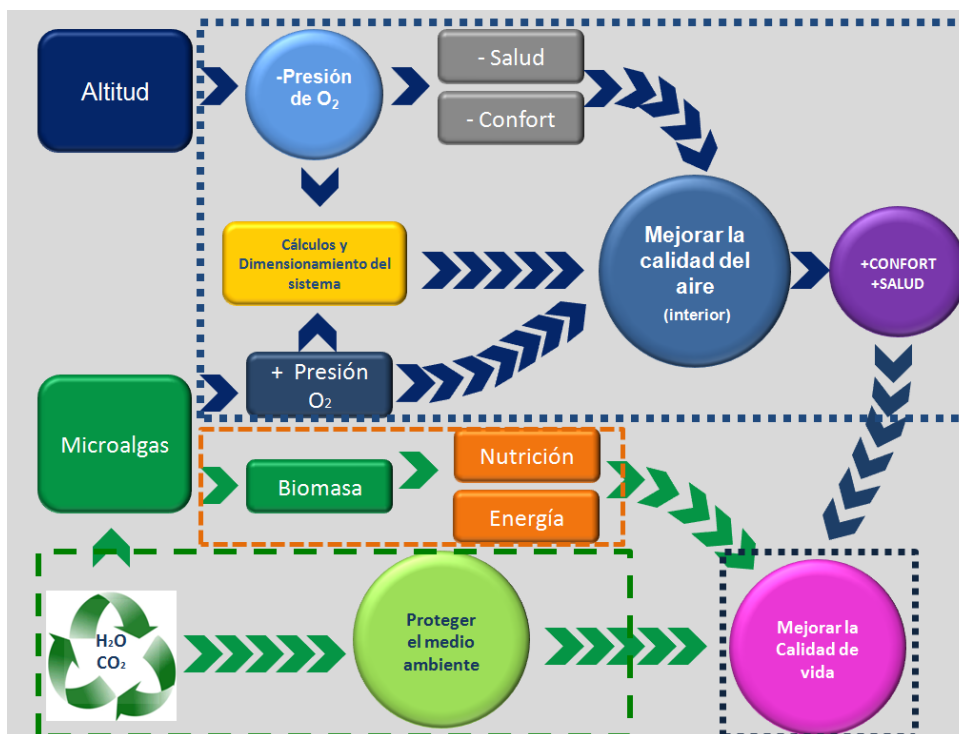 Altitud
-Presión
de O₂
- Salud
- Confort
Cálculos y
Dimensionamiento del
sistema
Mejorar la
calidad del
aire
(interior)
+CONFORT
+SALUD
+ Presión
O₂
Microalgas
Biomasa
Nutrición
Energía
H₂O
CO₂
Proteger
el medio
ambiente
Mejorar la
Calidad de
vida